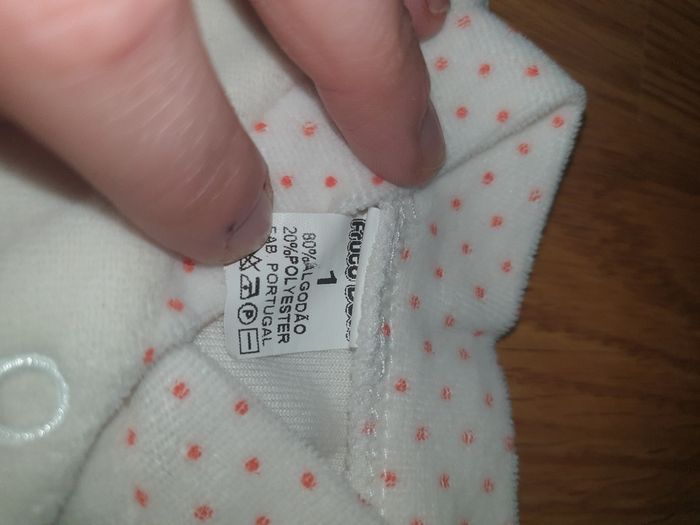 1
80%ALGODÃO
20%POLYESTER
FAB PORTUGAL
P